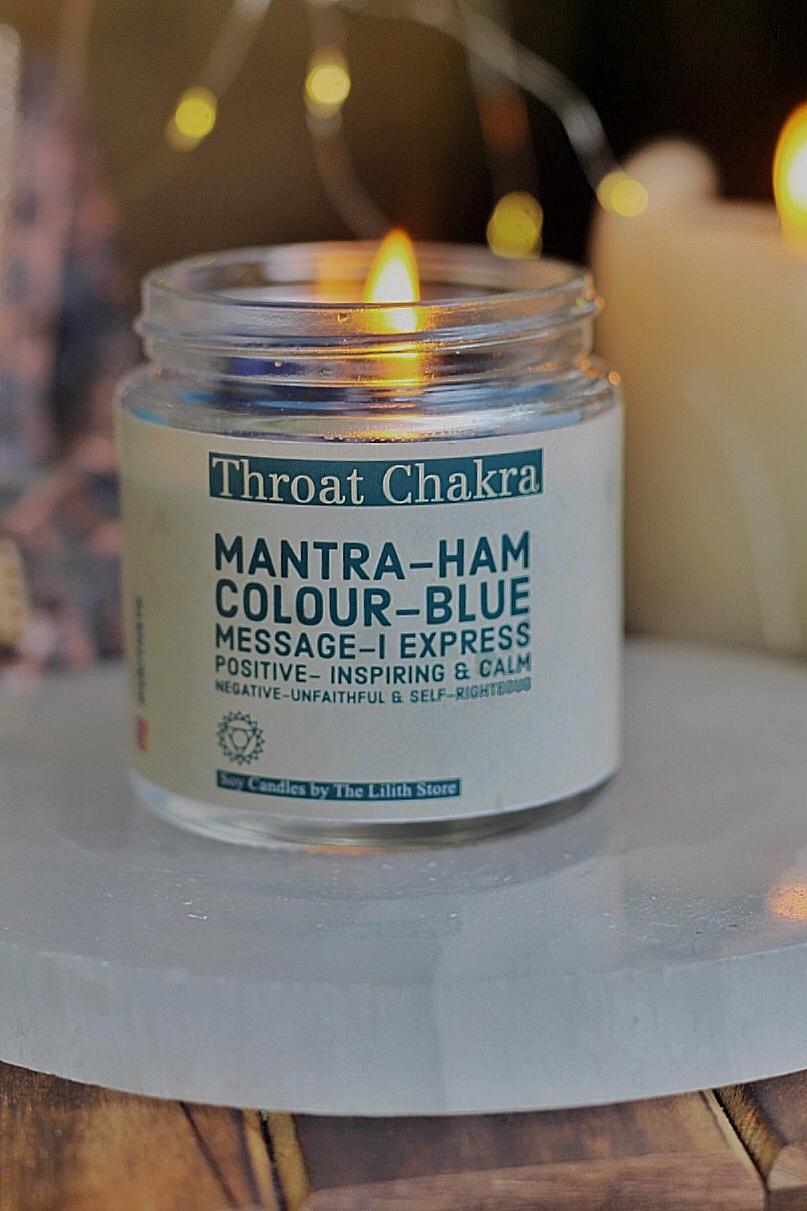 Throat Chakra
MANTRA–HAM
COLOUR–BLUE
MESSAGE–I EXPRESS
POSITIVE– INSPIRING & CALM
NEGATIVE–UNFAITHFUL & SELF–RIGHTEOUS
Soy Candles by The Lilith Store